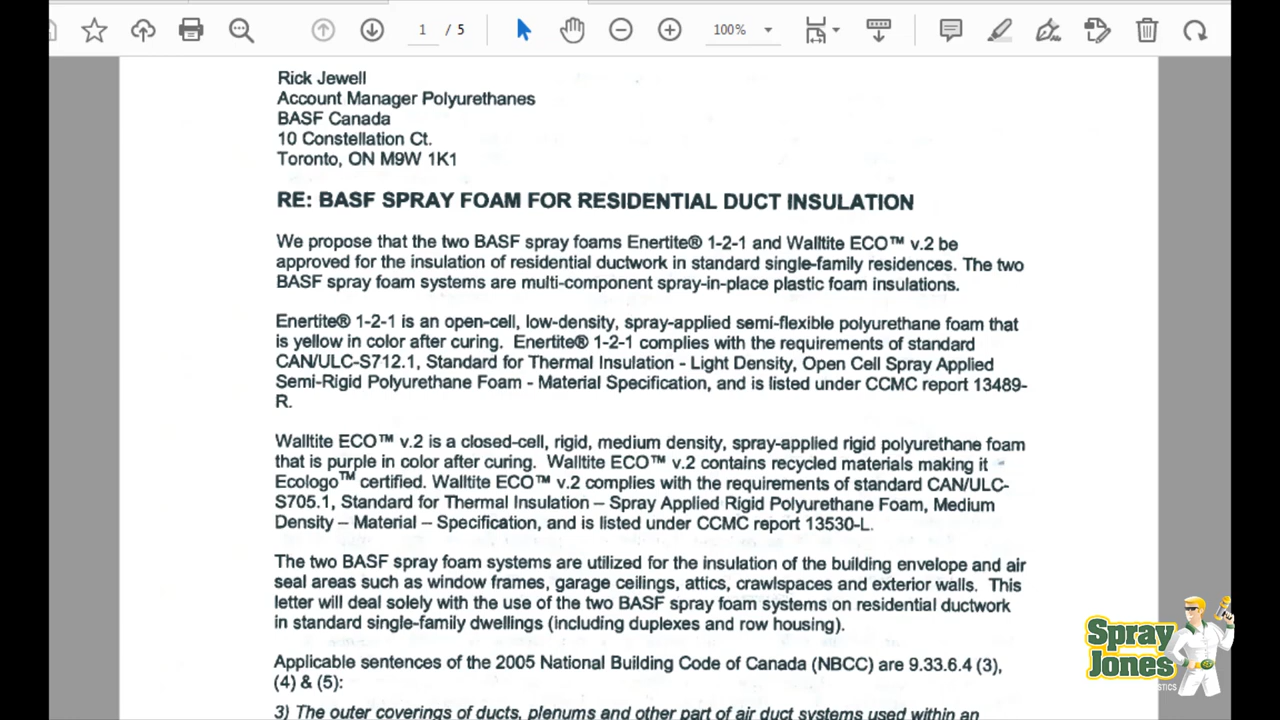 1 / 5
100%
Rick Jewell
Account Manager Polyurethanes
BASF Canada
10 Constellation Ct.
Toronto, ON M9W 1K1
RE: BASF SPRAY FOAM FOR RESIDENTIAL DUCT INSULATION
We propose that the two BASF spray foams Enertite® 1-2-1 and Walltite ECO™ v.2 be
approved for the insulation of residential ductwork in standard single-family residences. The two
BASF spray foam systems are multi-component spray-in-place plastic foam insulations.
Enertite® 1-2-1 is an open-cell, low-density, spray-applied semi-flexible polyurethane foam that
is yellow in color after curing. Enertite® 1-2-1 complies with the requirements of standard
CAN/ULC-S712.1, Standard for Thermal Insulation - Light Density, Open Cell Spray Applied
Semi-Rigid Polyurethane Foam - Material Specification, and is listed under CCMC report 13489-
R.
Walltite ECO™ v.2 is a closed-cell, rigid, medium density, spray-applied rigid polyurethane foam
that is purple in color after curing. Walltite ECO™ v.2 contains recycled materials making it
Ecologo™ certified. Walltite ECO™ v.2 complies with the requirements of standard CAN/ULC-
S705.1, Standard for Thermal Insulation – Spray Applied Rigid Polyurethane Foam, Medium
Density – Material – Specification, and is listed under CCMC report 13530-L.
The two BASF spray foam systems are utilized for the insulation of the building envelope and air
seal areas such as window frames, garage ceilings, attics, crawlspaces and exterior walls. This
letter will deal solely with the use of the two BASF spray foam systems on residential ductwork
in standard single-family dwellings (including duplexes and row housing).
Applicable sentences of the 2005 National Building Code of Canada (NBCC) are 9.33.6.4 (3),
(4) & (5):
3) The outer coverings of ducts, plenums and other part of air duct systems used within an
Spray
Jones